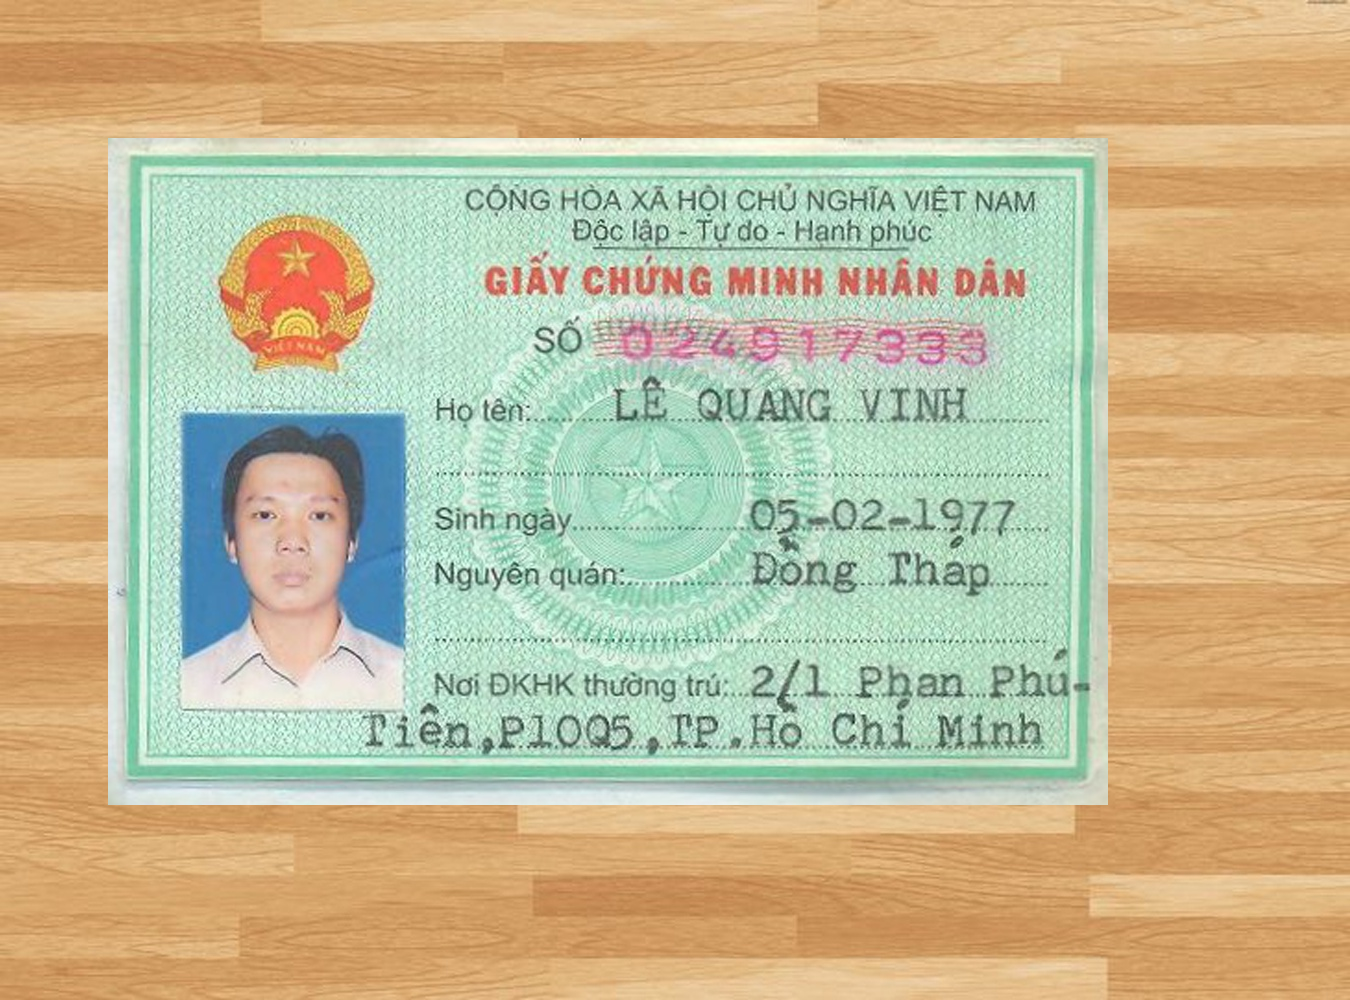 CỘNG HÒA XÃ HỘI CHỦ NGHĨA VIỆT NAM
Độc lập - Tự do - Hạnh phúc
GIẤY CHỨNG MINH NHÂN DÂN
SỐ 024917333
VIỆT NAM
Họ tên: LÊ QUANG VINH
Sinh ngày 05-02-1977
Nguyên quán: Đồng Tháp
Nơi ĐKHK thường trú: 2/1 Phan Phú-
Tiên,P10Q5,TP.Hồ Chí Minh